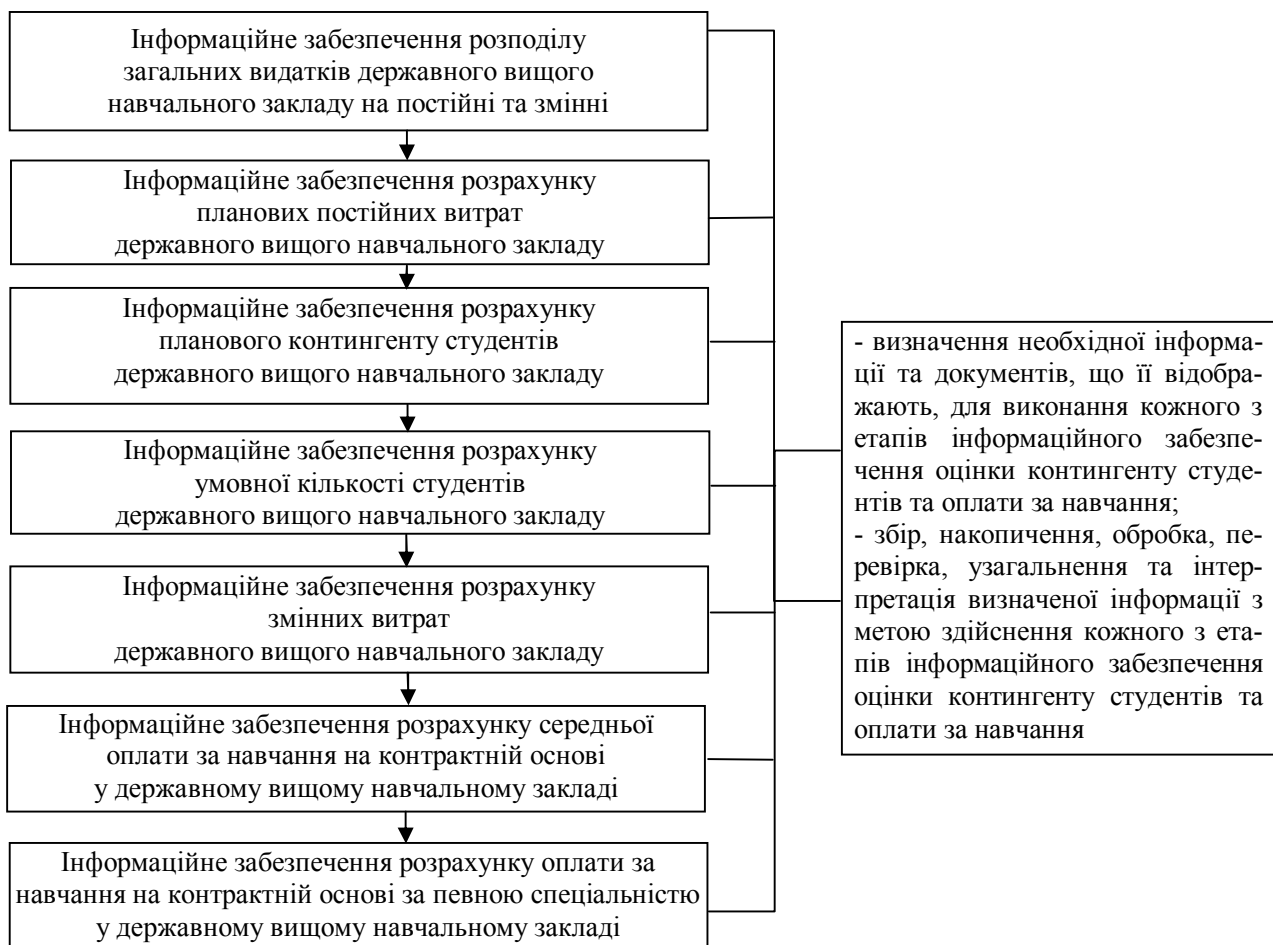 Інформаційне забезпечення розподілу
загальних видатків державного вищого
навчального закладу на постійні та змінні
Інформаційне забезпечення розрахунку
планових постійних витрат
державного вищого навчального закладу
Інформаційне забезпечення розрахунку
планового контингенту студентів
державного вищого навчального закладу
Інформаційне забезпечення розрахунку
умовної кількості студентів
державного вищого навчального закладу
Інформаційне забезпечення розрахунку
змінних витрат
державного вищого навчального закладу
Інформаційне забезпечення розрахунку середньої
оплати за навчання на контрактній основі
у державному вищому навчальному закладі
Інформаційне забезпечення розрахунку оплати за
навчання на контрактній основі за певною спеціальністю
у державному вищому навчальному закладі
- визначення необхідної інформа-
ції та документів, що її відобра-
жають, для виконання кожного з
етапів інформаційного забезпе-
чення оцінки контингенту студе-
нтів та оплати за навчання;
- збір, накопичення, обробка, пе-
ревірка, узагальнення та інтер-
претація визначеної інформації з
метою здійснення кожного з ета-
пів інформаційного забезпечення
оцінки контингенту студентів та
оплати за навчання